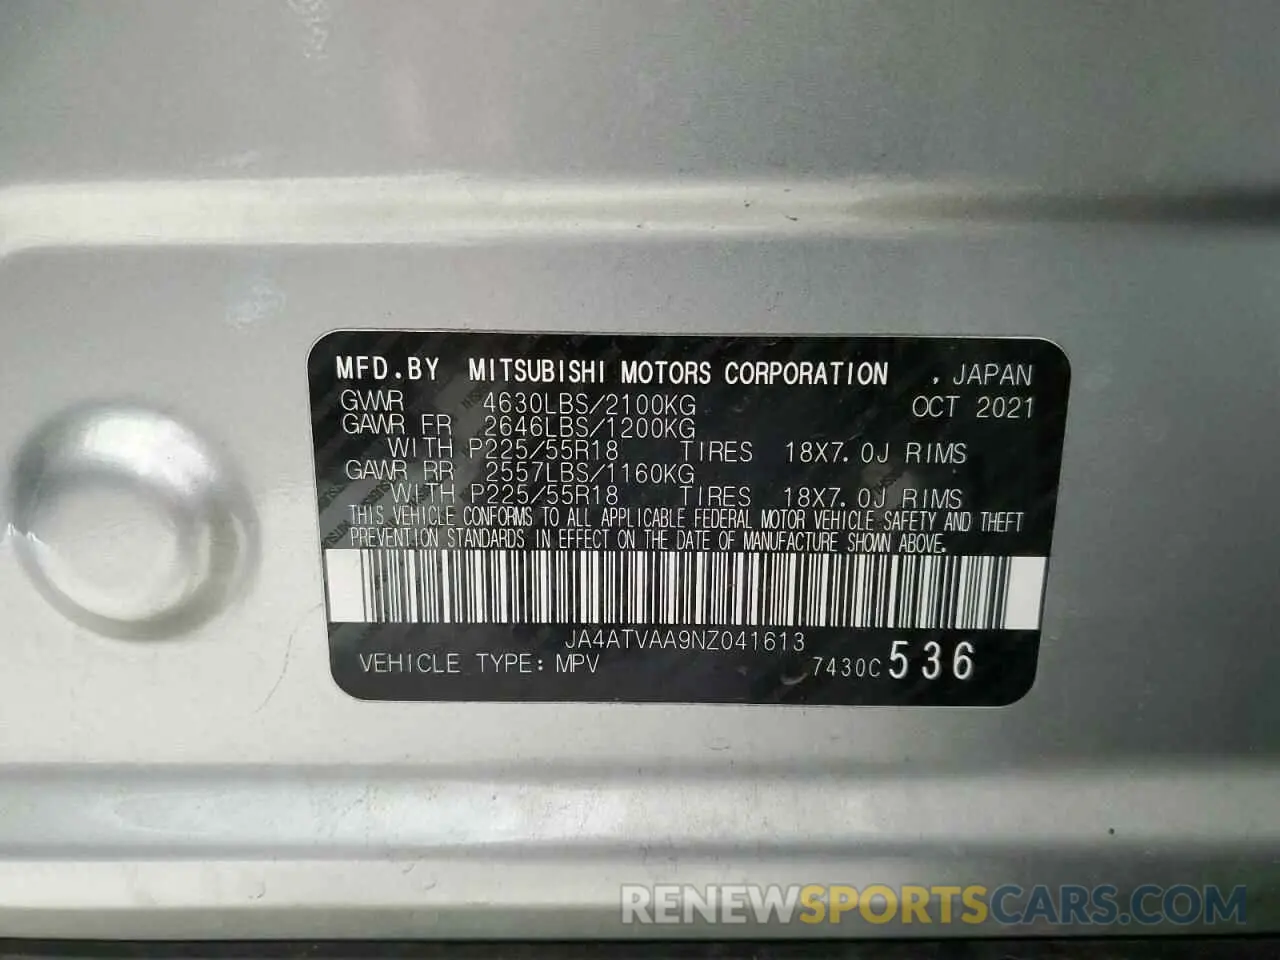 MFD.BY MITSUBISHI MOTORS CORPORATION , JAPAN
GVWR 4630LBS/2100KG OCT 2021
GAWR FR 2646LBS/1200KG
WITH P225/55R18 TIRES 18X7.0J RIMS
GAWR RR 2557LBS/1160KG
WITH P225/55R18 TIRES 18X7.0J RIMS
THIS VEHICLE CONFORMS TO ALL APPLICABLE FEDERAL MOTOR VEHICLE SAFETY AND THEFT
PREVENTION STANDARDS IN EFFECT ON THE DATE OF MANUFACTURE SHOWN ABOVE.
JA4ATVAA9NZ041613
VEHICLE TYPE: MPV 7430C 536
RENEWSPORTSCARS.COM